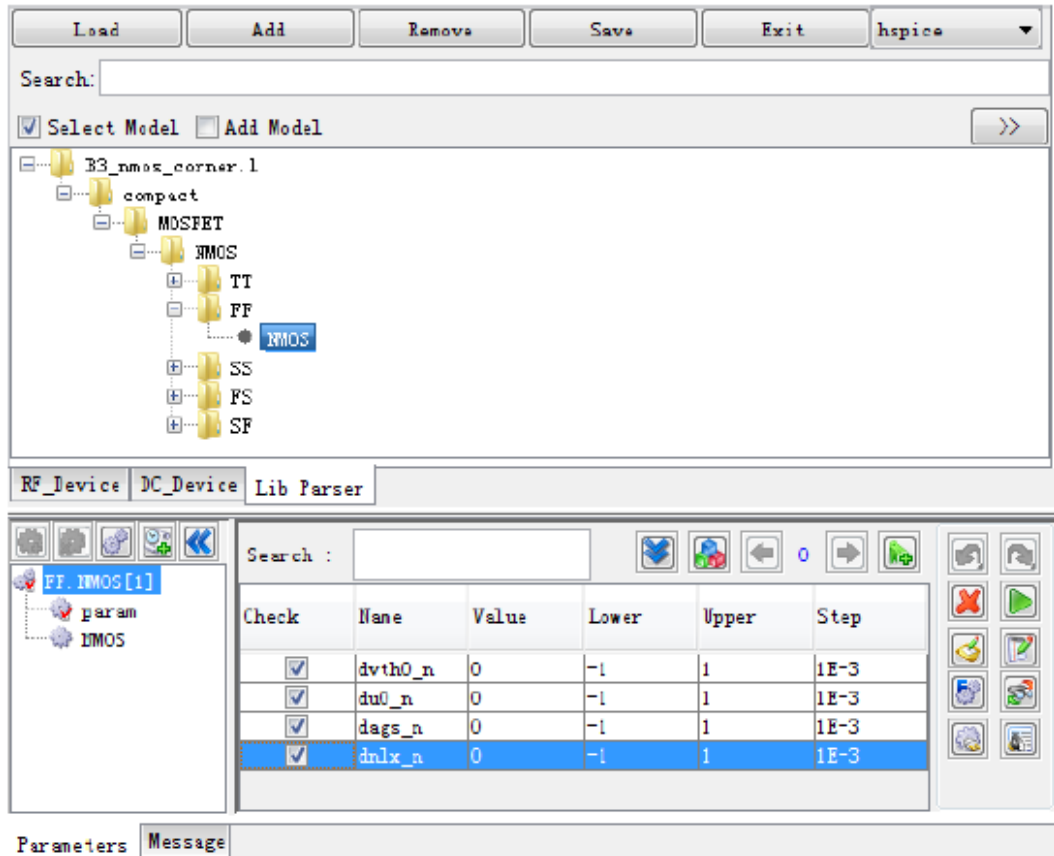 Load Add Remove Save Exit hspice
Search:
Select Model Add Model >>
B3_nmos_corner.l
compact
MOSFET
NMOS
TT
FF
NMOS
SS
FS
SF
RF_Device DC_Device Lib Parser
Search : 0
FF.NMOS[1]
param
NMOS
Check Name Value Lower Upper Step
dvth0_n 0 -1 1 1E-3
du0_n 0 -1 1 1E-3
dags_n 0 -1 1 1E-3
dnlx_n 0 -1 1 1E-3
Parameters Message